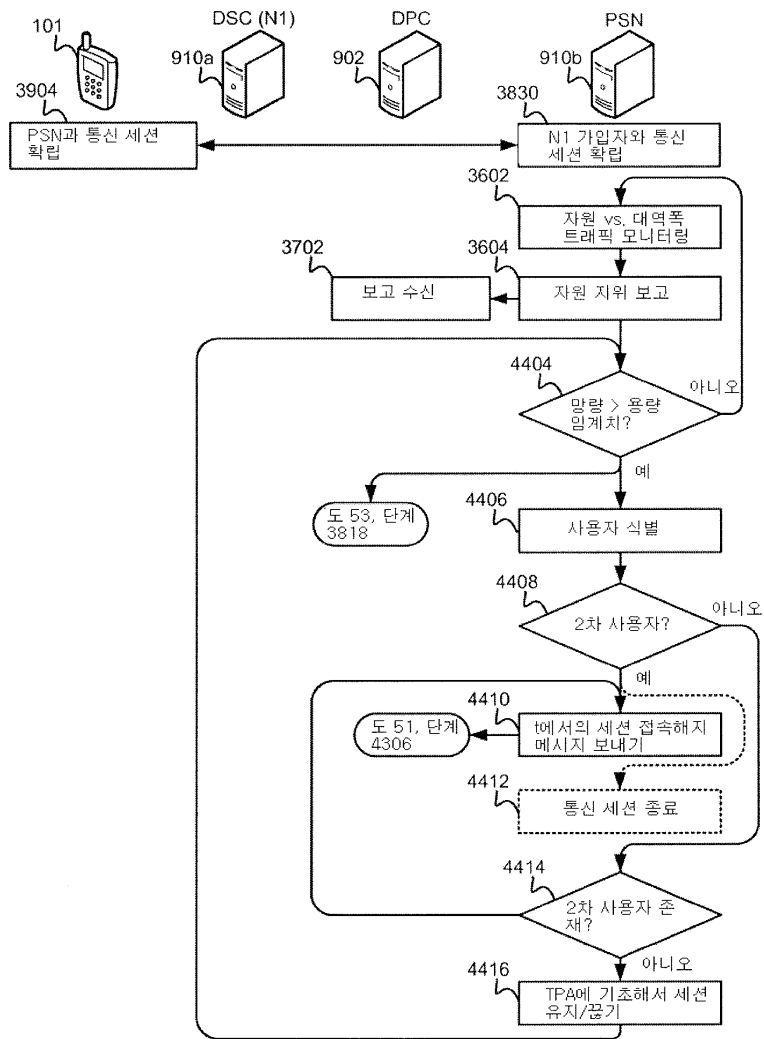 101
DSC (N1)
DPC
PSN
910a
902
910b
3904
PSN과 통신 세션
확립
3830
N1 가입자와 통신
세션 확립
3602
자원 vs. 대역폭
트래픽 모니터링
3702
보고 수신
3604
자원 지위 보고
4404
망량 > 용량
임계치?
아니오
예
도 53, 단계
3818
4406
사용자 식별
4408
2차 사용자?
아니오
예
4410
t에서의 세션 접속해지
메시지 보내기
도 51, 단계
4306
4412
통신 세션 종료
4414
2차 사용자 존
재?
아니오
4416
TPA에 기초해서 세션
유지/끊기